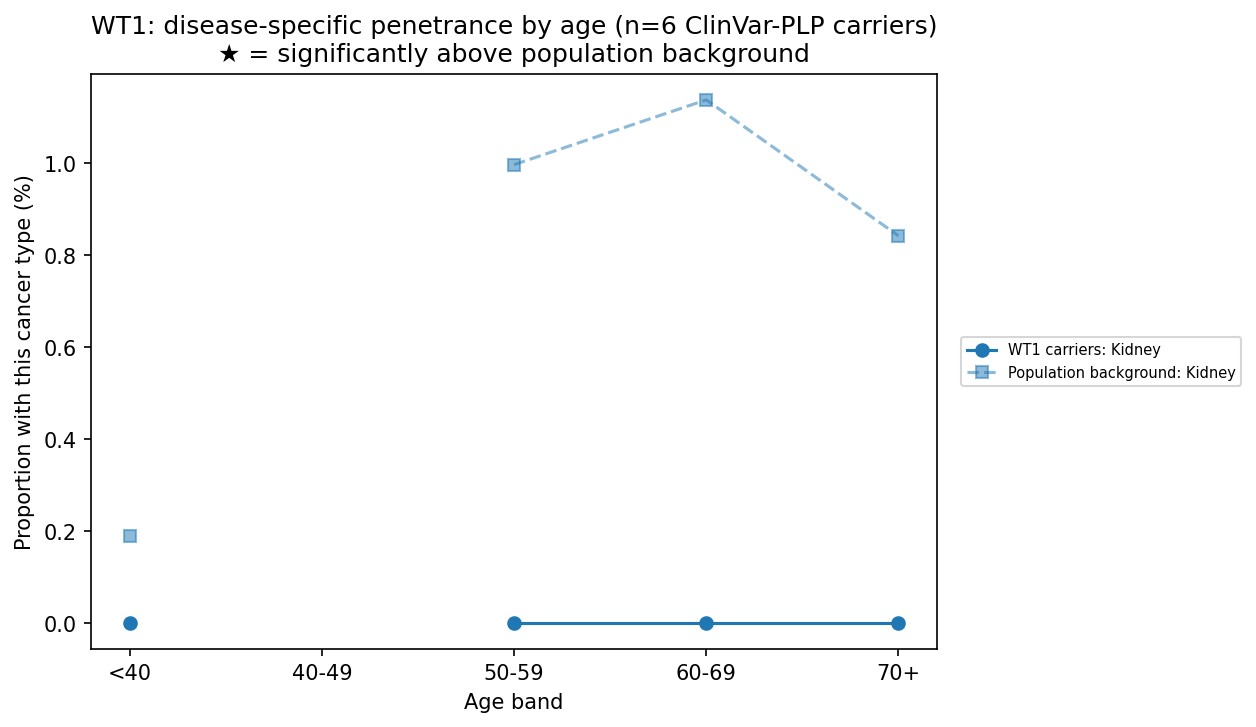 WT1: disease-specific penetrance by age (n=6 ClinVar-PLP carriers)
★ = significantly above population background
Proportion with this cancer type (%)
1.0
0.8
0.6
0.4
0.2
0.0
<40
40-49
50-59
60-69
70+
Age band
WT1 carriers: Kidney
Population background: Kidney